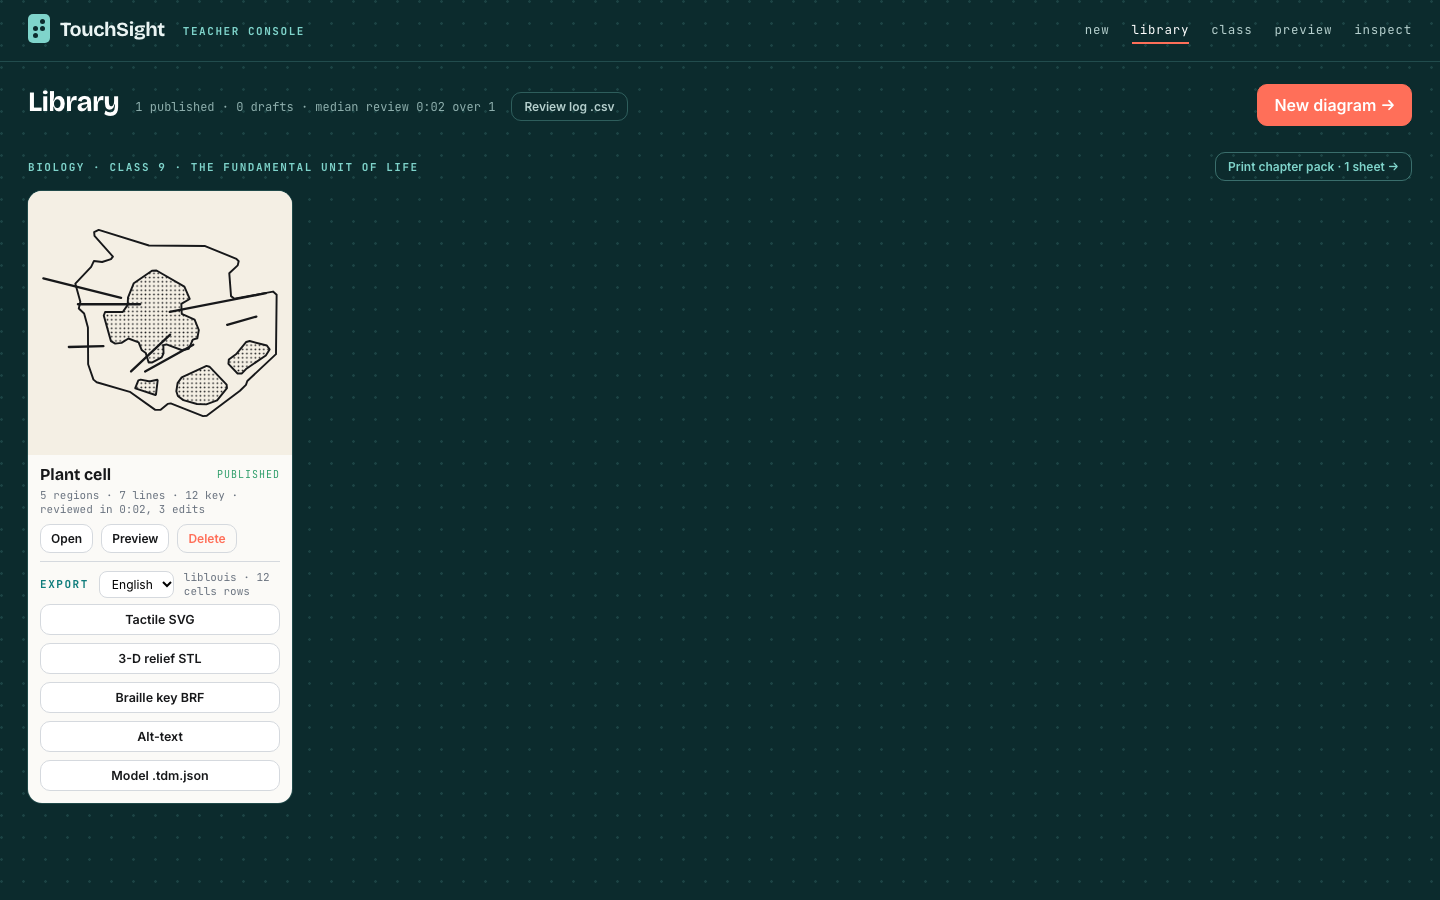 TouchSight TEACHER CONSOLE
new library class preview inspect
Library 1 published · 0 drafts · median review 0:02 over 1 Review log .csv New diagram →
BIOLOGY · CLASS 9 · THE FUNDAMENTAL UNIT OF LIFE Print chapter pack · 1 sheet →
Plant cell PUBLISHED
5 regions · 7 lines · 12 key ·
reviewed in 0:02, 3 edits
Open Preview Delete
EXPORT English liblouis · 12
cells rows
Tactile SVG
3-D relief STL
Braille key BRF
Alt-text
Model .tdm.json